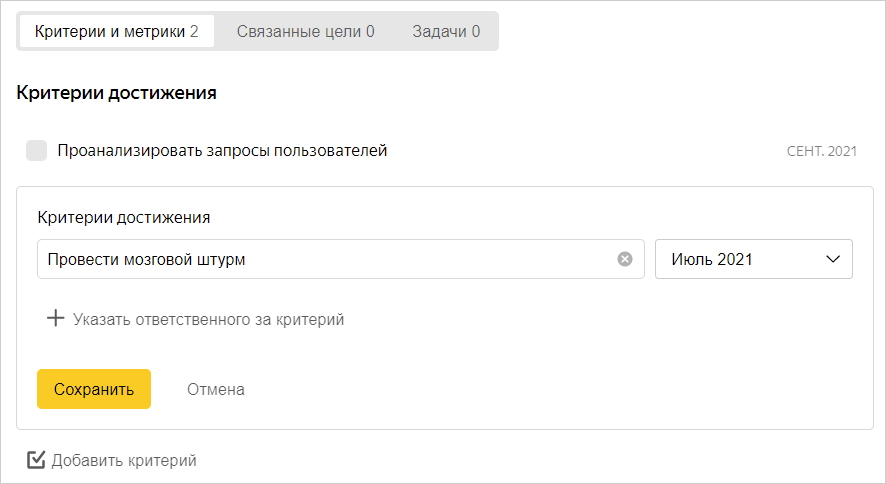 Критерии и метрики 2 Связанные цели 0 Задачи 0
Критерии достижения
Проанализировать запросы пользователей СЕНТ. 2021
Критерии достижения
Провести мозговой штурм Июль 2021
Указать ответственного за критерий
Сохранить Отмена
Добавить критерий